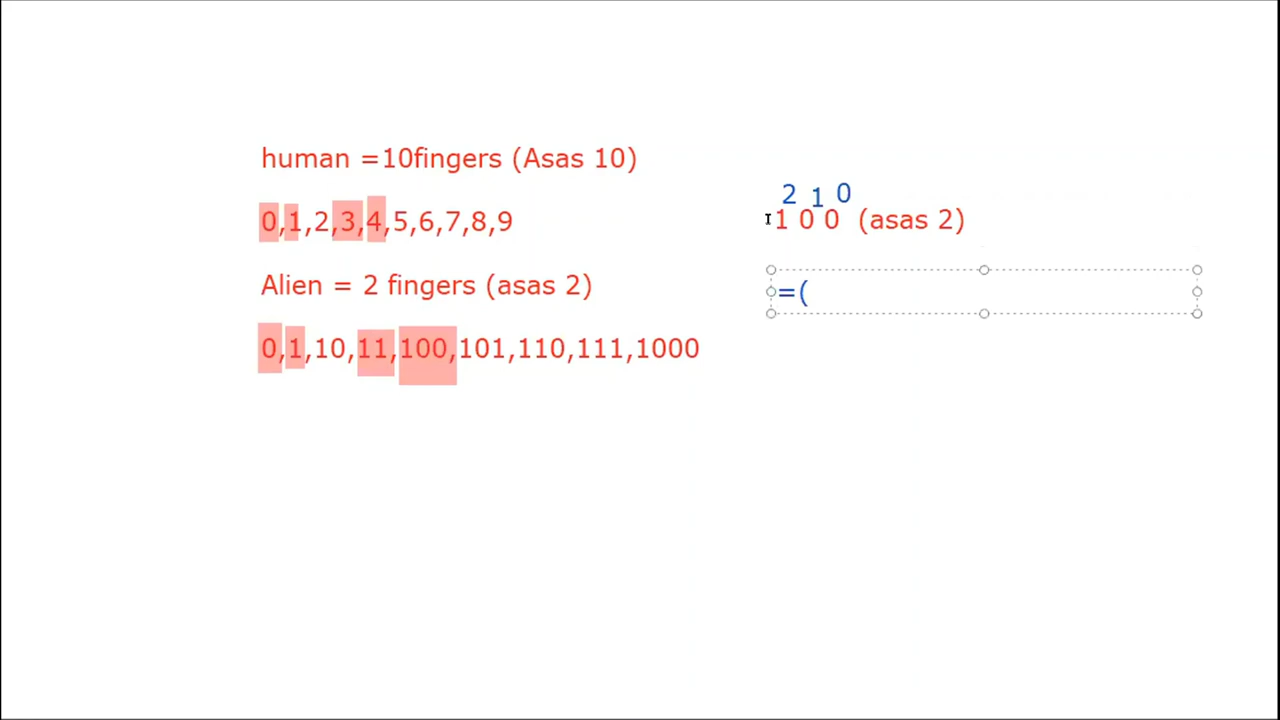 human =10fingers (Asas 10)
0,1,2,3,4,5,6,7,8,9
Alien = 2 fingers (asas 2)
0,1,10,11,100,101,110,111,1000
2 1 0
1 0 0 (asas 2)
=(